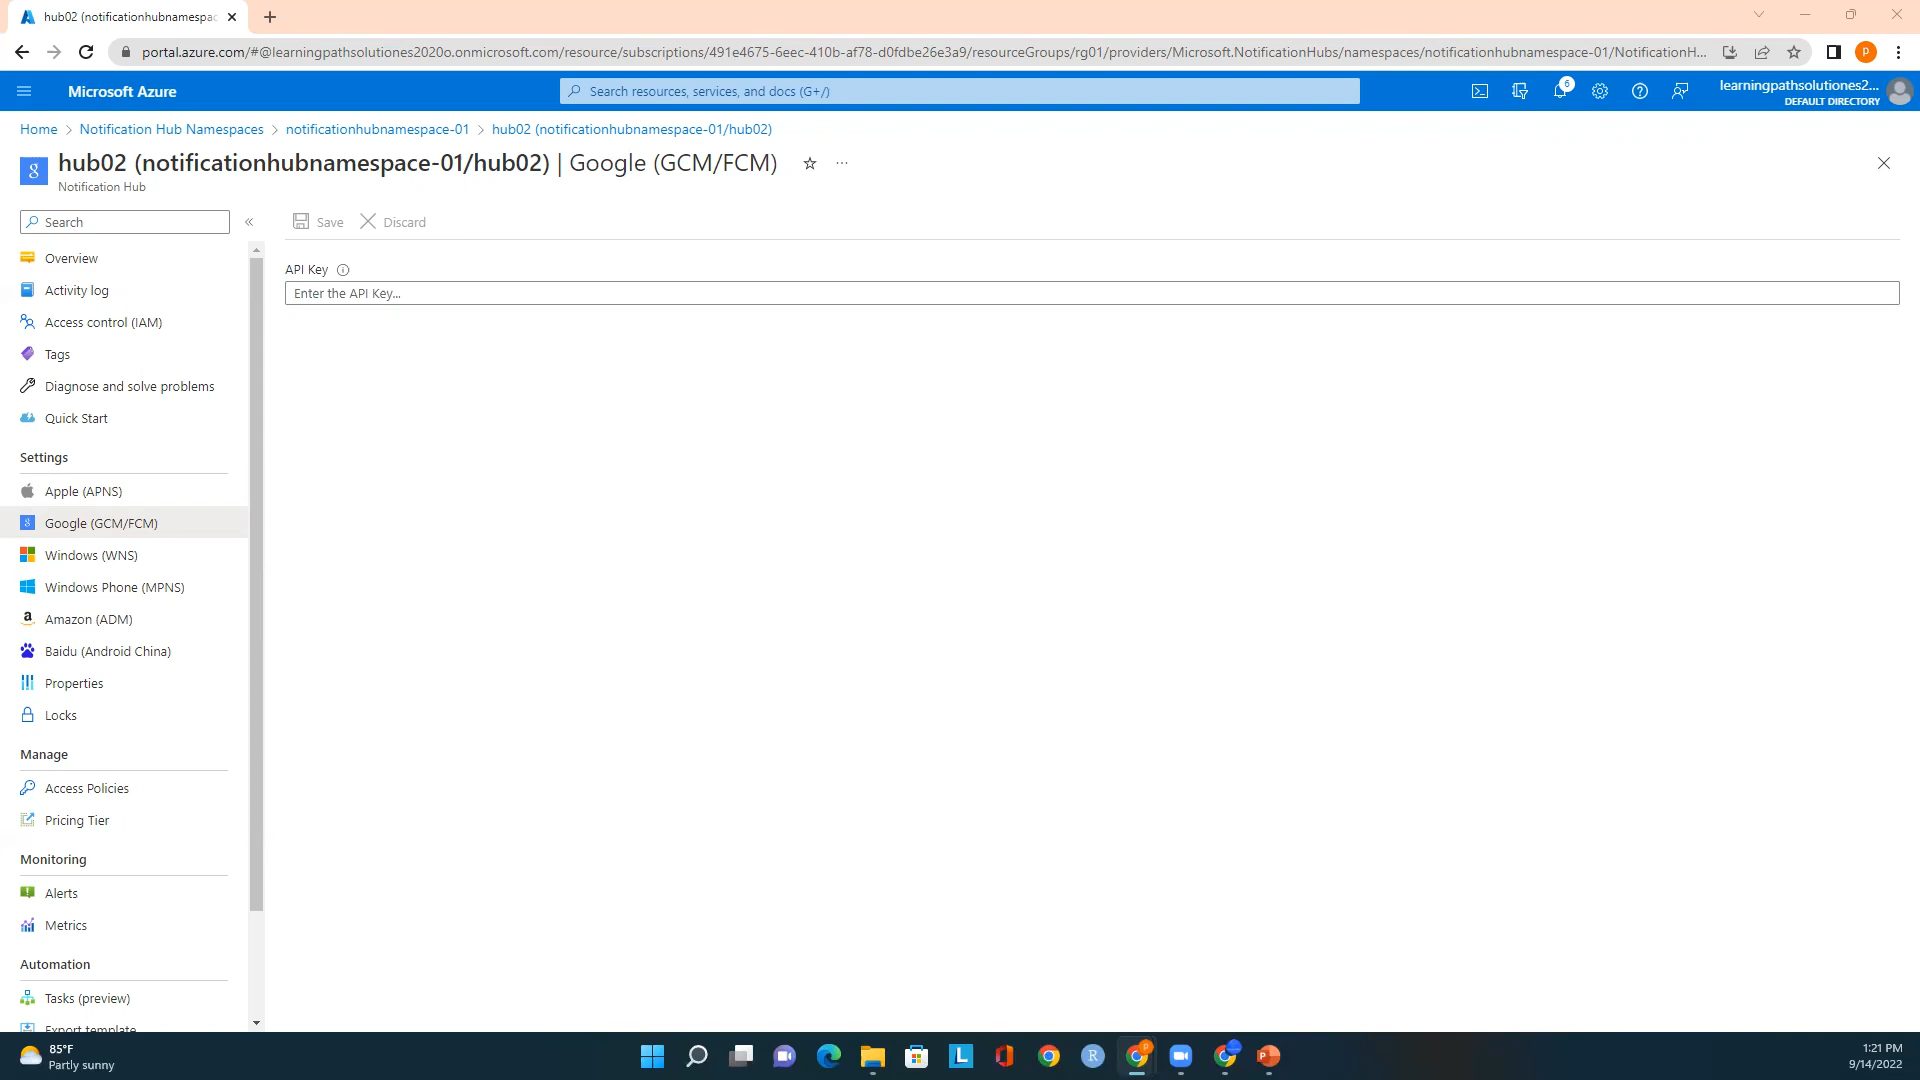 hub02 (notificationhubnamespac
portal.azure.com/#@learningpathsolutiones2020o.onmicrosoft.com/resource/subscriptions/491e4675-6eec-410b-af78-d0fdbe26e3a9/resourceGroups/rg01/providers/Microsoft.NotificationHubs/namespaces/notificationhubnamespace-01/NotificationH...
P
Microsoft Azure
Search resources, services, and docs (G+/)
6
learningpathsolutiones2...
DEFAULT DIRECTORY
Home > Notification Hub Namespaces > notificationhubnamespace-01 > hub02 (notificationhubnamespace-01/hub02)
hub02 (notificationhubnamespace-01/hub02) | Google (GCM/FCM)
Notification Hub
Search
Save
Discard
API Key
Enter the API Key...
Overview
Activity log
Access control (IAM)
Tags
Diagnose and solve problems
Quick Start
Settings
Apple (APNS)
Google (GCM/FCM)
Windows (WNS)
Windows Phone (MPNS)
Amazon (ADM)
Baidu (Android China)
Properties
Locks
Manage
Access Policies
Pricing Tier
Monitoring
Alerts
Metrics
Automation
Tasks (preview)
Export template
85°F
Partly sunny
1:21 PM
9/14/2022